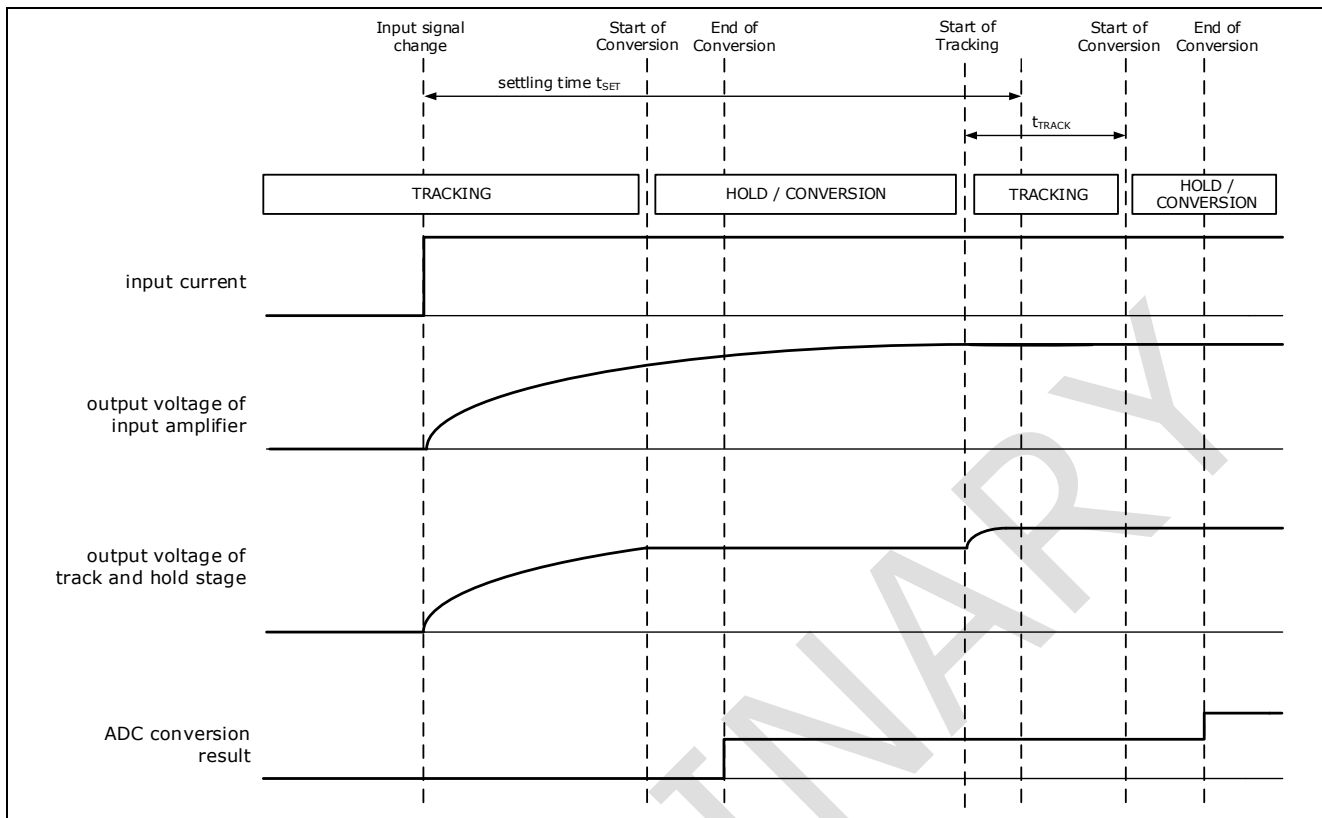 Input signal
change
Start of
Conversion
End of
Conversion
Start of
Tracking
Start of
Conversion
End of
Conversion
settling time tSET
tTRACK
TRACKING
HOLD / CONVERSION
TRACKING
HOLD /
CONVERSION
input current
output voltage of
input amplifier
output voltage of
track and hold stage
ADC conversion
result
INARY